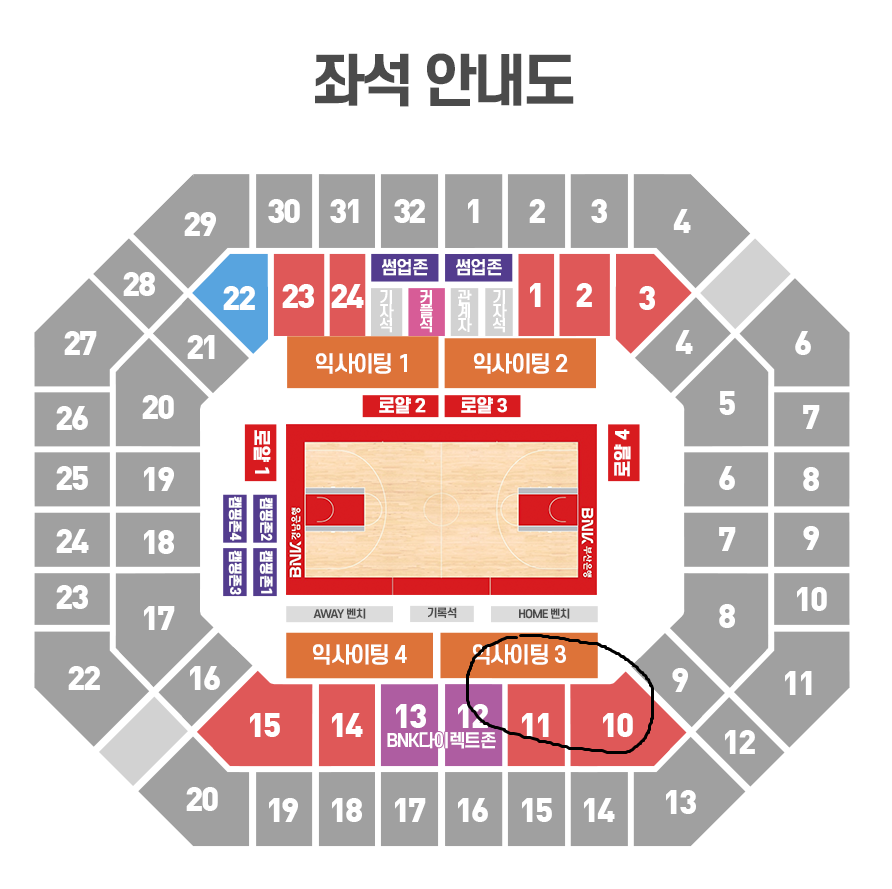 좌석 안내도
29 30 31 32 1 2 3 4
28 22 23 24 썸업존 썸업존 1 2 3
기자석 커플석 관계자 기자석
27 21 익사이팅 1 익사이팅 2 4 6
26 20 로얄 2 로얄 3 5 7
로얄 1 로얄 4
25 19 캠핑존4 캠핑존2 6 8
BNK 경남은행 BNK 부산은행
24 18 캠핑존3 캠핑존1 7 9
23 17 AWAY 벤치 기록석 HOME 벤치 8 10
22 16 익사이팅 4 익사이팅 3 9 11
15 14 13 12 11 10 12
BNK다이렉트존
20 19 18 17 16 15 14 13